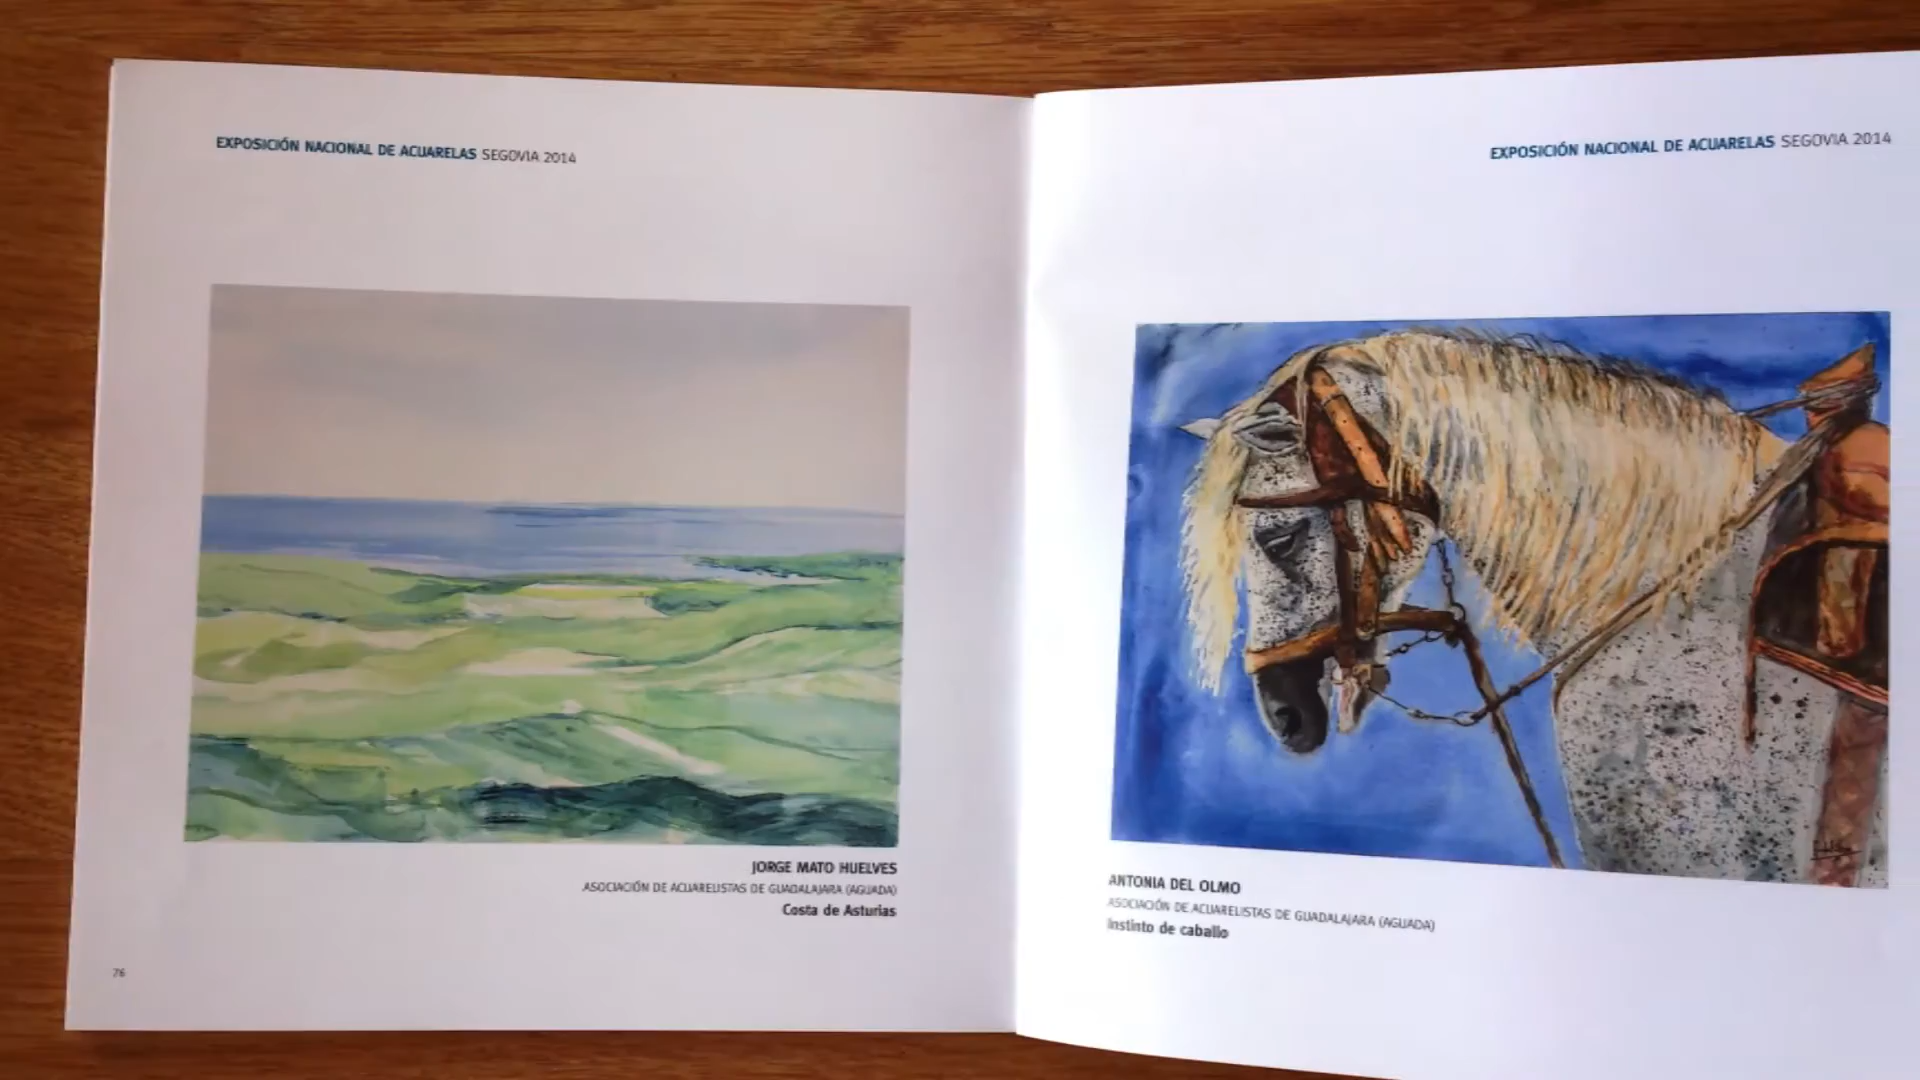 EXPOSICIÓN NACIONAL DE ACUARELAS SEGOVIA 2014
JORGE MATO HUELVES
ASOCIACIÓN DE ACUARELISTAS DE GUADALAJARA (AGUADA)
Costa de Asturias
76
EXPOSICIÓN NACIONAL DE ACUARELAS SEGOVIA 2014
ANTONIA DEL OLMO
ASOCIACIÓN DE ACUARELISTAS DE GUADALAJARA (AGUADA)
Instinto de caballo